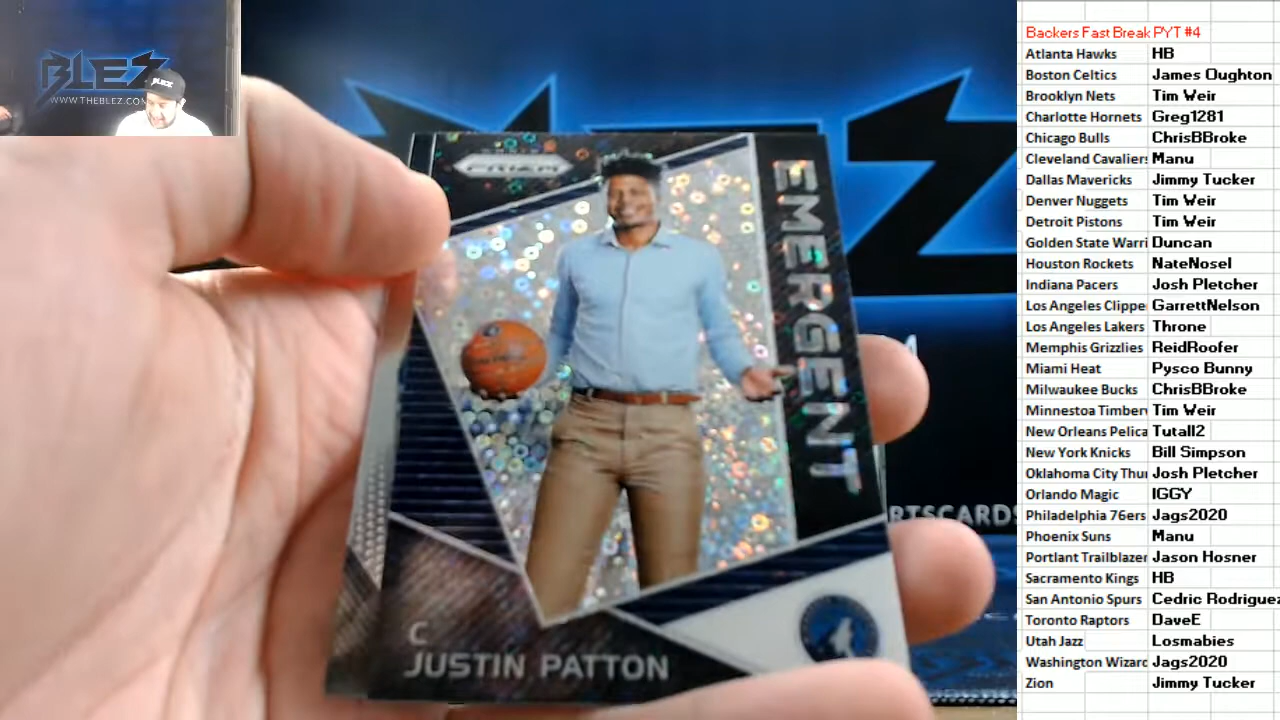 BLEZ
WWW.THEBLEZ.COM
BLEZ
PRIZM
EMERGENT
C
JUSTIN PATTON
RTSCARDS
Backers Fast Break PYT #4
Atlanta Hawks HB
Boston Celtics James Oughton
Brooklyn Nets Tim Weir
Charlotte Hornets Greg1281
Chicago Bulls ChrisBBroke
Cleveland Cavaliers Manu
Dallas Mavericks Jimmy Tucker
Denver Nuggets Tim Weir
Detroit Pistons Tim Weir
Golden State Warri Duncan
Houston Rockets NateNosel
Indiana Pacers Josh Pletcher
Los Angeles Clippe GarrettNelson
Los Angeles Lakers Throne
Memphis Grizzlies ReidRoofer
Miami Heat Pysco Bunny
Milwaukee Bucks ChrisBBroke
Minnestoa Timberv Tim Weir
New Orleans Pelica Tutall2
New York Knicks Bill Simpson
Oklahoma City Thu Josh Pletcher
Orlando Magic IGGY
Philadelphia 76ers Jags2020
Phoenix Suns Manu
Portlant Trailblazer Jason Hosner
Sacramento Kings HB
San Antonio Spurs Cedric Rodriguez
Toronto Raptors DaveE
Utah Jazz Losmabies
Washington Wizard Jags2020
Zion Jimmy Tucker